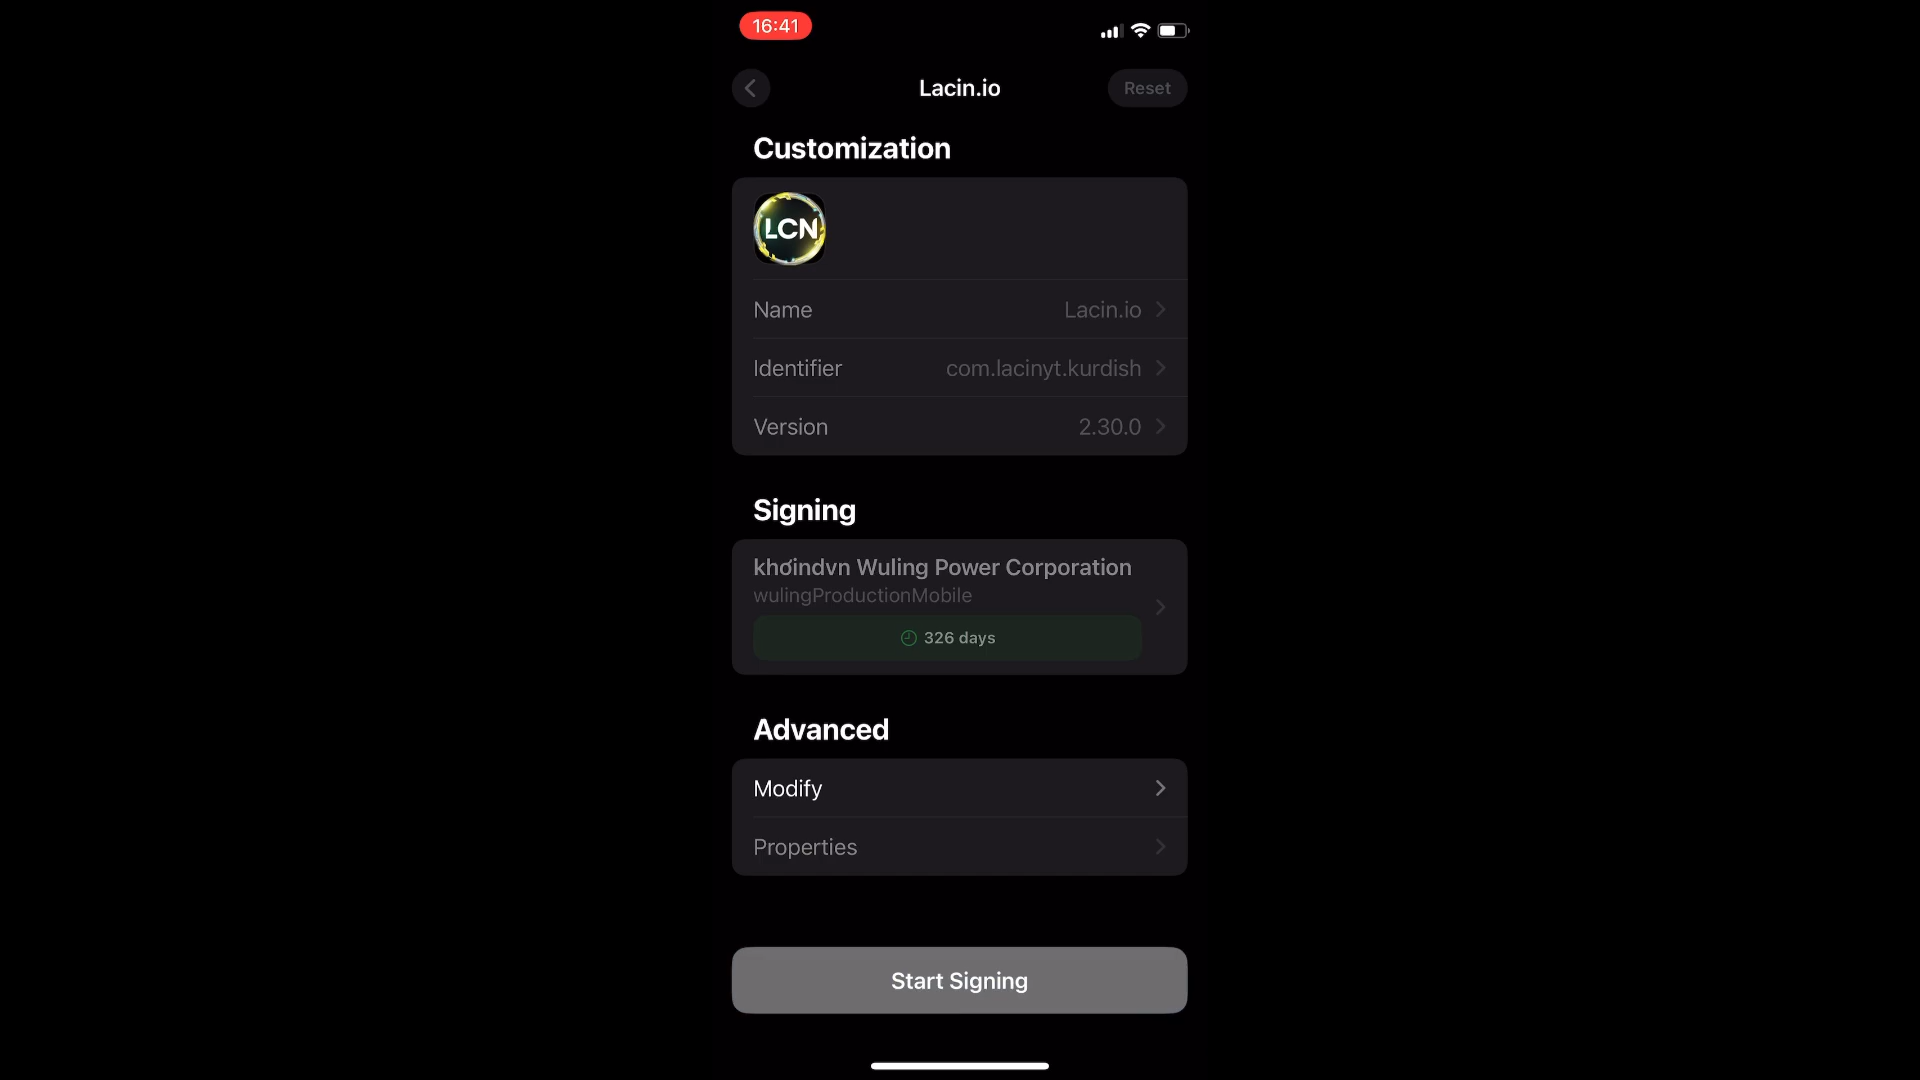 16:41
Lacin.io
Reset
Customization
LCN
Name
Lacin.io
Identifier
com.lacinyt.kurdish
Version
2.30.0
Signing
khơindvn Wuling Power Corporation
wulingProductionMobile
326 days
Advanced
Modify
Properties
Start Signing